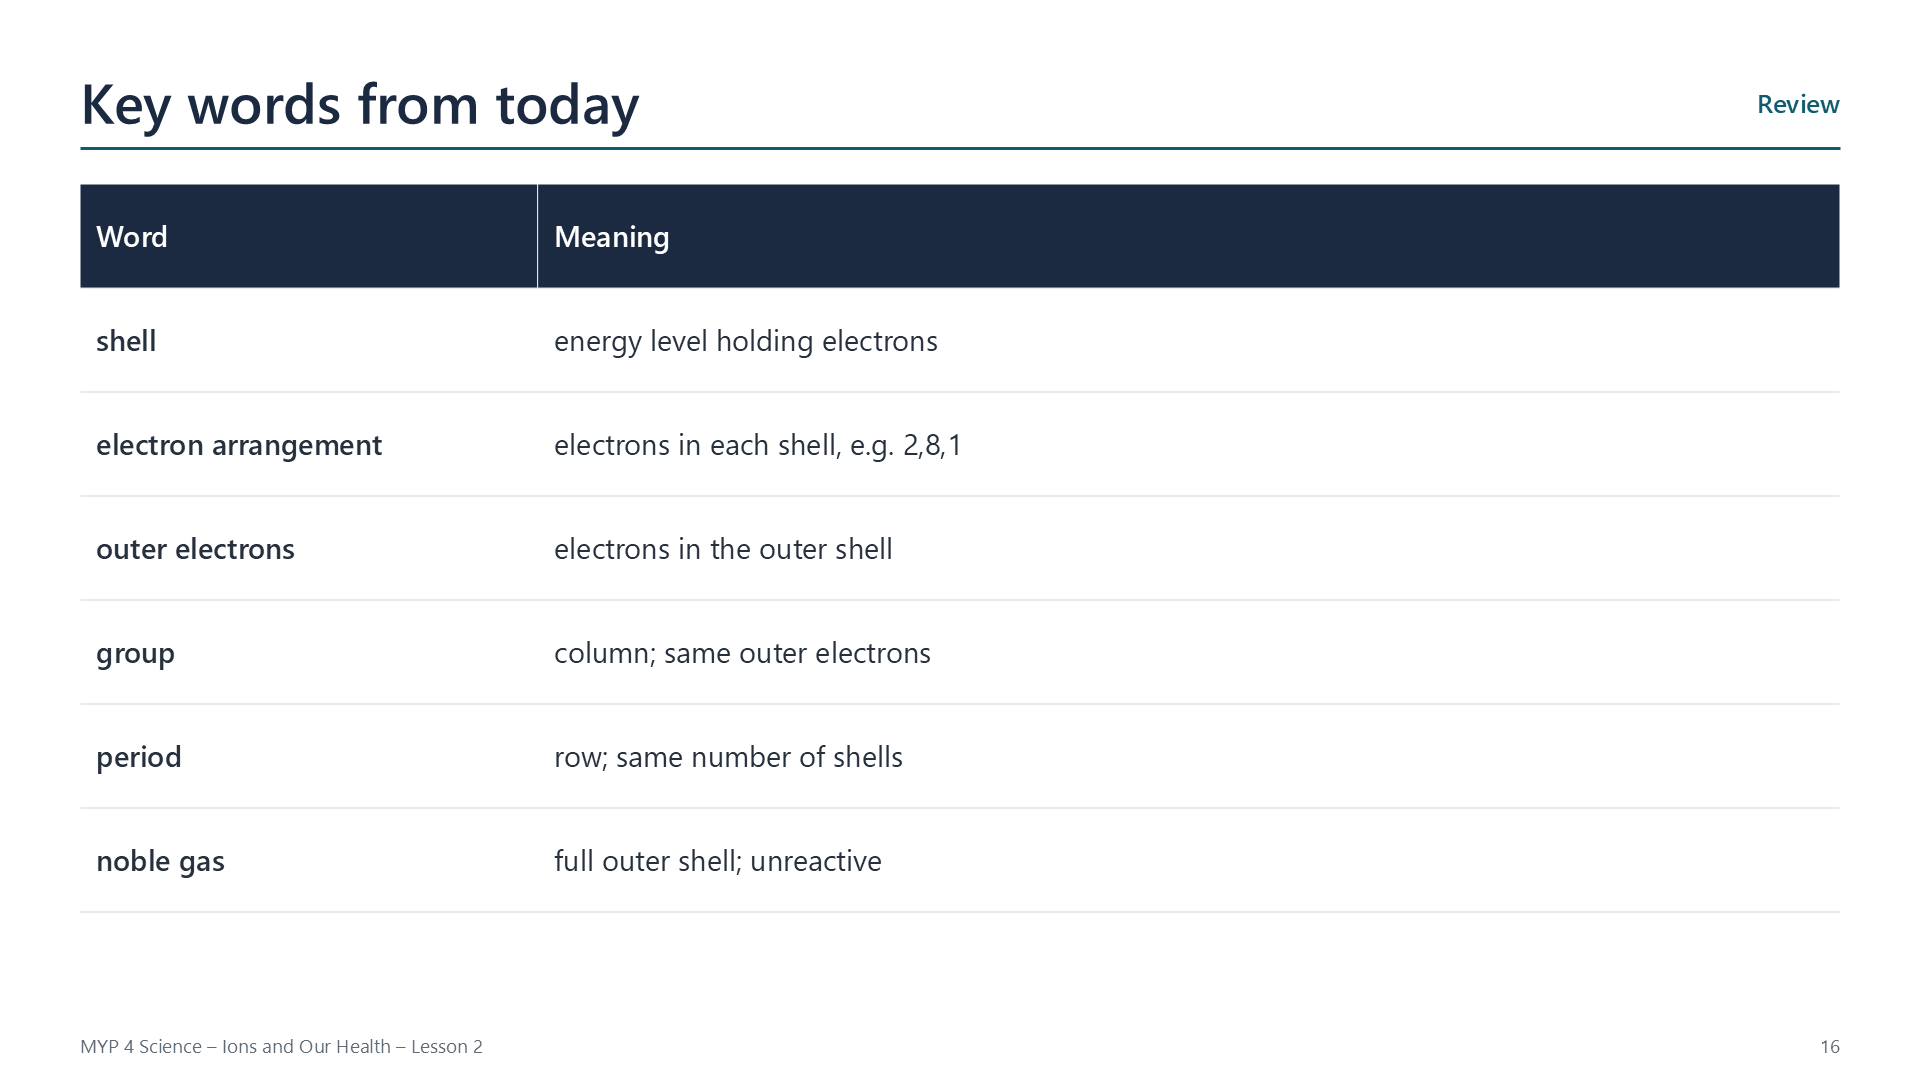 Key words from today
Review
Word Meaning
shell energy level holding electrons
electron arrangement electrons in each shell, e.g. 2,8,1
outer electrons electrons in the outer shell
group column; same outer electrons
period row; same number of shells
noble gas full outer shell; unreactive
MYP 4 Science – Ions and Our Health – Lesson 2 16